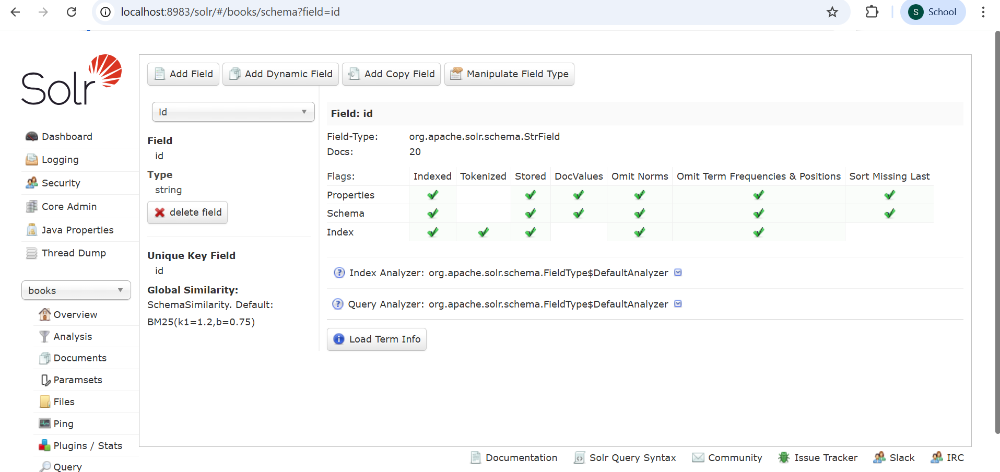 localhost:8983/solr/#/books/schema?field=id
S School
Solr
Dashboard
Logging
Security
Core Admin
Java Properties
Thread Dump
books
Overview
Analysis
Documents
Paramsets
Files
Ping
Plugins / Stats
Query
Add Field Add Dynamic Field Add Copy Field Manipulate Field Type
id
Field
id
Type
string
delete field
Unique Key Field
id
Global Similarity:
SchemaSimilarity. Default:
BM25(k1=1.2,b=0.75)
Field: id
Field-Type: org.apache.solr.schema.StrField
Docs: 20
Flags: Indexed Tokenized Stored DocValues Omit Norms Omit Term Frequencies & Positions Sort Missing Last
Properties
Schema
Index
Index Analyzer: org.apache.solr.schema.FieldType$DefaultAnalyzer
Query Analyzer: org.apache.solr.schema.FieldType$DefaultAnalyzer
Load Term Info
Documentation Solr Query Syntax Community Issue Tracker Slack IRC